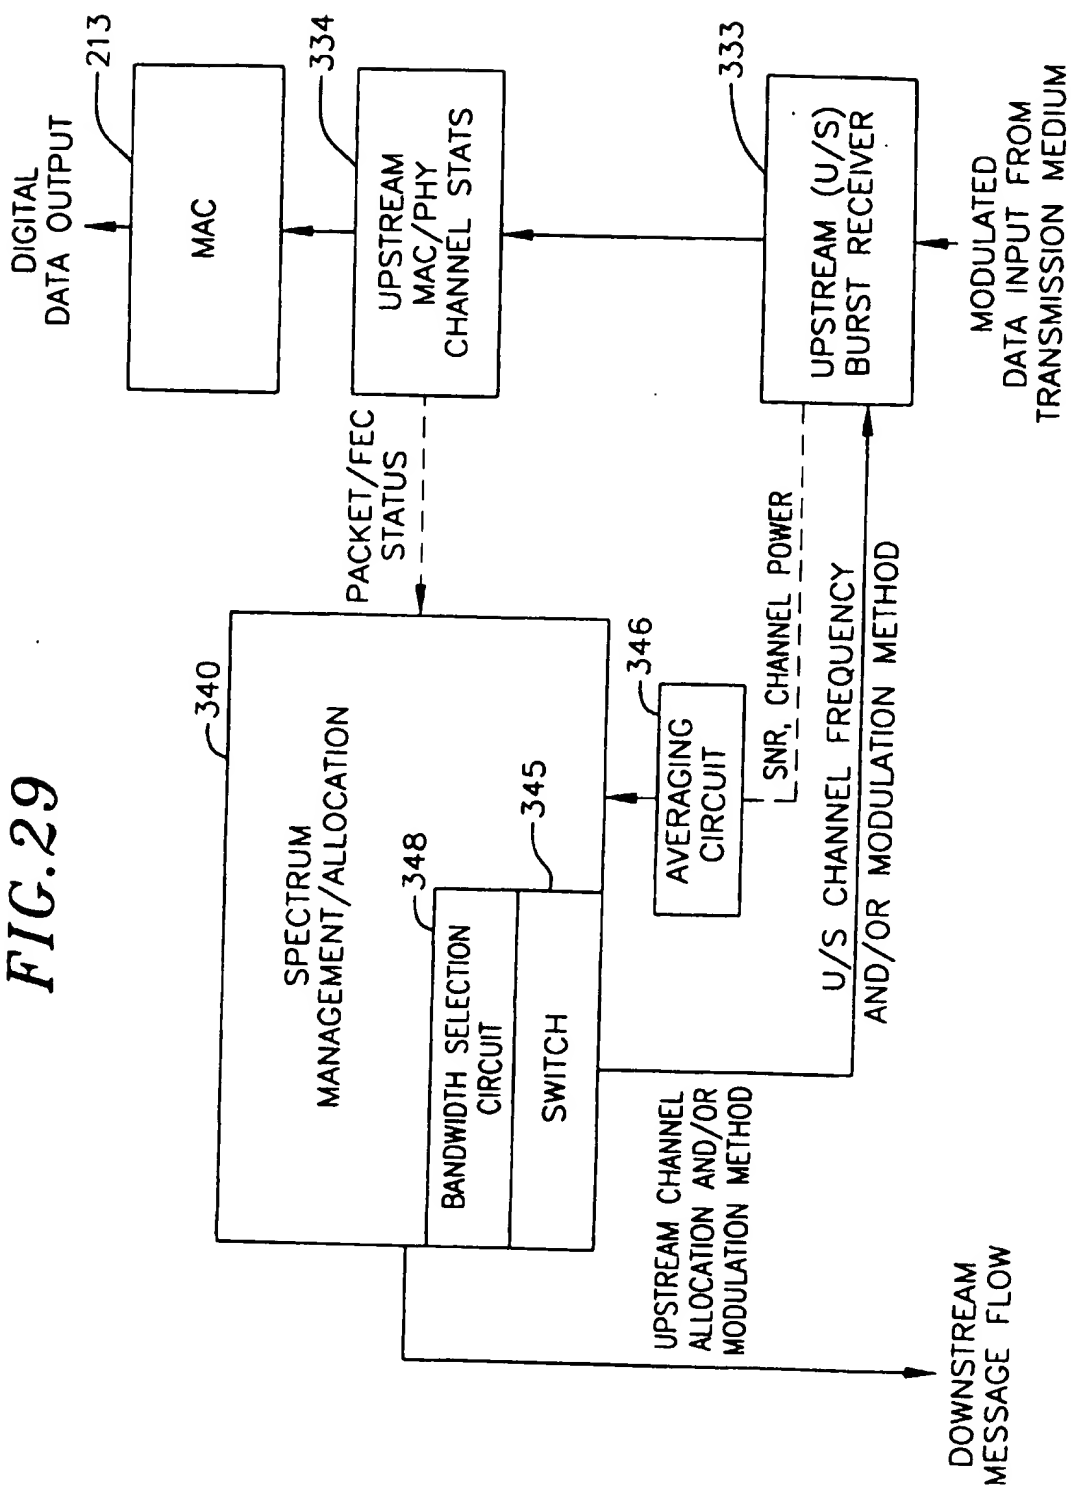 FIG.29
DIGITAL
DATA OUTPUT
213
MAC
334
UPSTREAM
MAC/PHY
CHANNEL STATS
333
UPSTREAM (U/S)
BURST RECEIVER
MODULATED
DATA INPUT FROM
TRANSMISSION MEDIUM
PACKET/FEC
STATUS
340
SPECTRUM
MANAGEMENT/ALLOCATION
348
BANDWIDTH SELECTION
CIRCUIT
345
SWITCH
346
AVERAGING
CIRCUIT
SNR, CHANNEL POWER
U/S CHANNEL FREQUENCY
AND/OR MODULATION METHOD
UPSTREAM CHANNEL
ALLOCATION AND/OR
MODULATION METHOD
DOWNSTREAM
MESSAGE FLOW